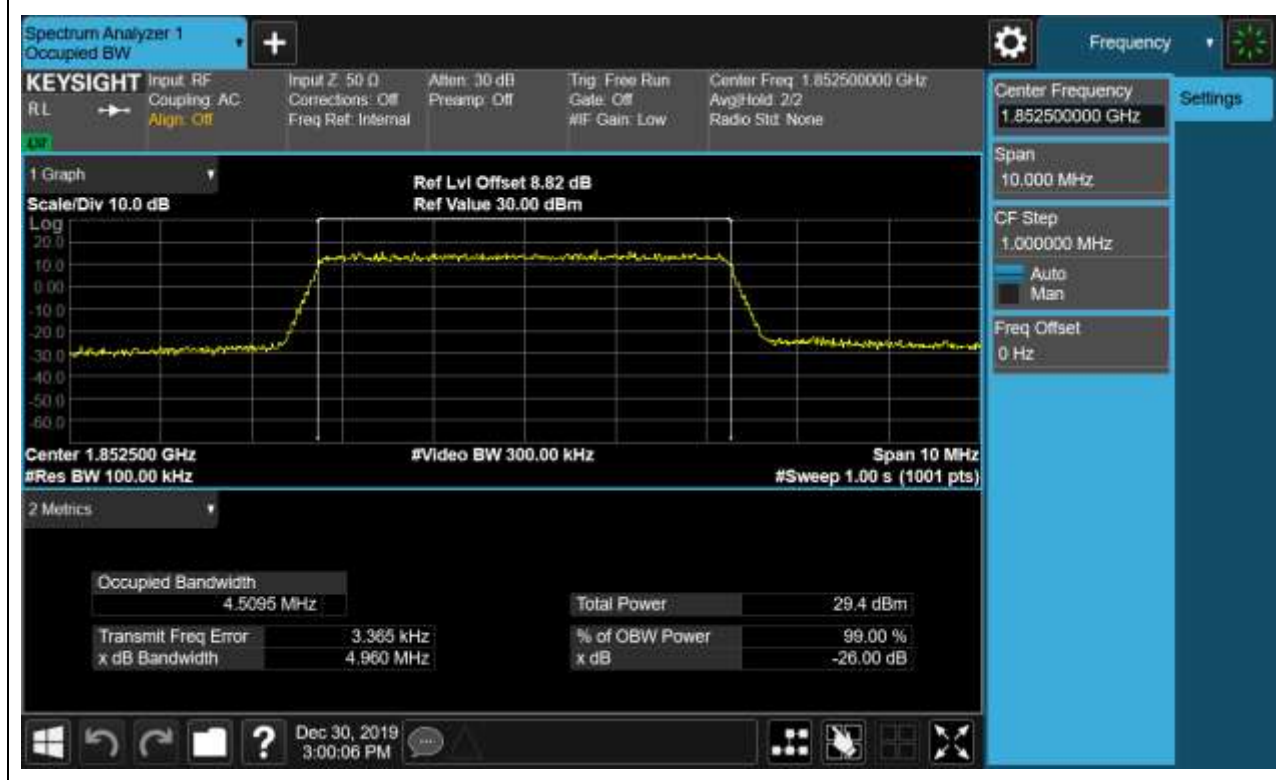 Spectrum Analyzer 1
Occupied BW
+
Frequency
KEYSIGHT
RL
Input: RF
Coupling: AC
Align: Off
Input Z: 50 Ω
Corrections: Off
Freq Ref: Internal
Atten: 30 dB
Preamp: Off
Trig: Free Run
Gate: Off
#IF Gain: Low
Center Freq: 1.852500000 GHz
Avg|Hold: 2/2
Radio Std: None
Center Frequency
1.852500000 GHz
Settings
Span
10.000 MHz
CF Step
1.000000 MHz
Auto
Man
Freq Offset
0 Hz
1 Graph
Scale/Div 10.0 dB
Ref Lvl Offset 8.82 dB
Ref Value 30.00 dBm
Log
20.0
10.0
0.00
-10.0
-20.0
-30.0
-40.0
-50.0
-60.0
Center 1.852500 GHz
#Video BW 300.00 kHz
Span 10 MHz
#Res BW 100.00 kHz
#Sweep 1.00 s (1001 pts)
2 Metrics
Occupied Bandwidth
4.5095 MHz
Total Power 29.4 dBm
Transmit Freq Error 3.365 kHz
% of OBW Power 99.00 %
x dB Bandwidth 4.960 MHz
x dB -26.00 dB
?
Dec 30, 2019
3:00:06 PM